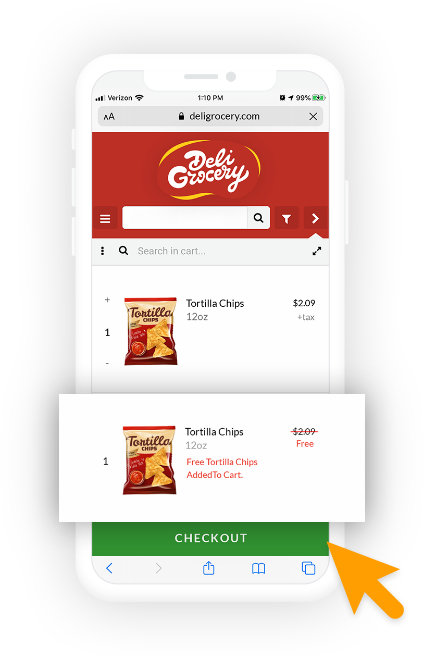 Verizon 1:10 PM 99%
AA deligrocery.com
Deli
Grocery
Search in cart...
+
Tortilla Chips $2.09
12oz +tax
1
-
Tortilla
CHIPS
Tortilla Chips $2.09
12oz Free
1
Free Tortilla Chips
AddedTo Cart.
Tortilla
CHIPS
CHECKOUT